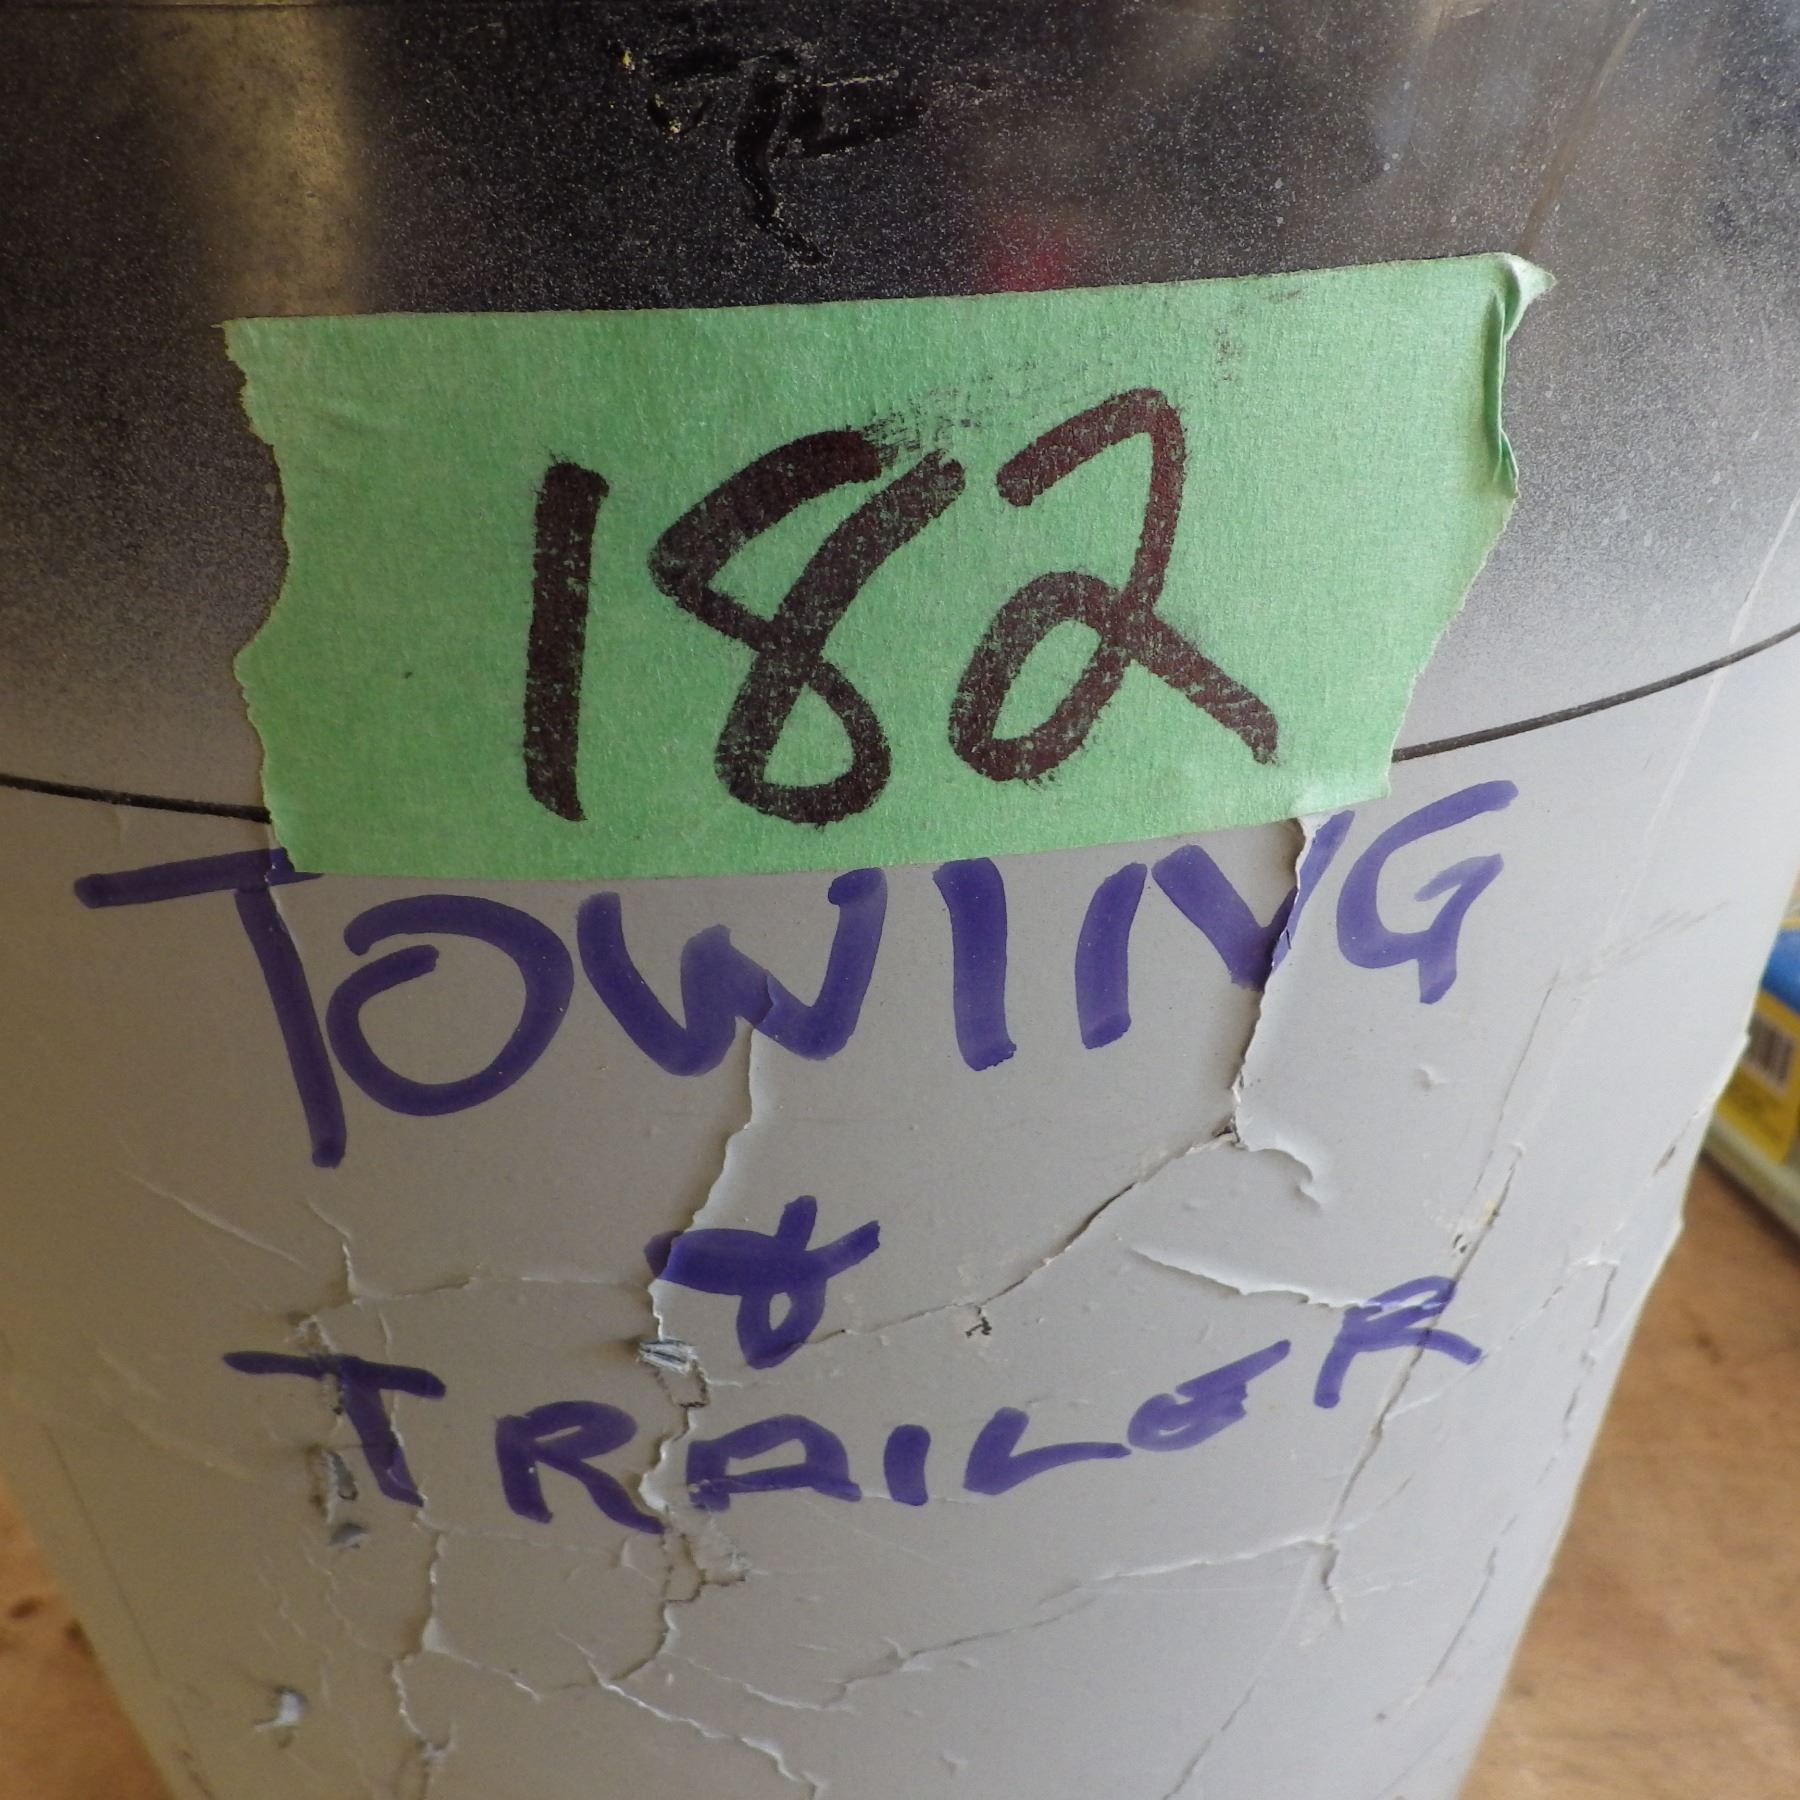 182
TOWING
&
TRAILER